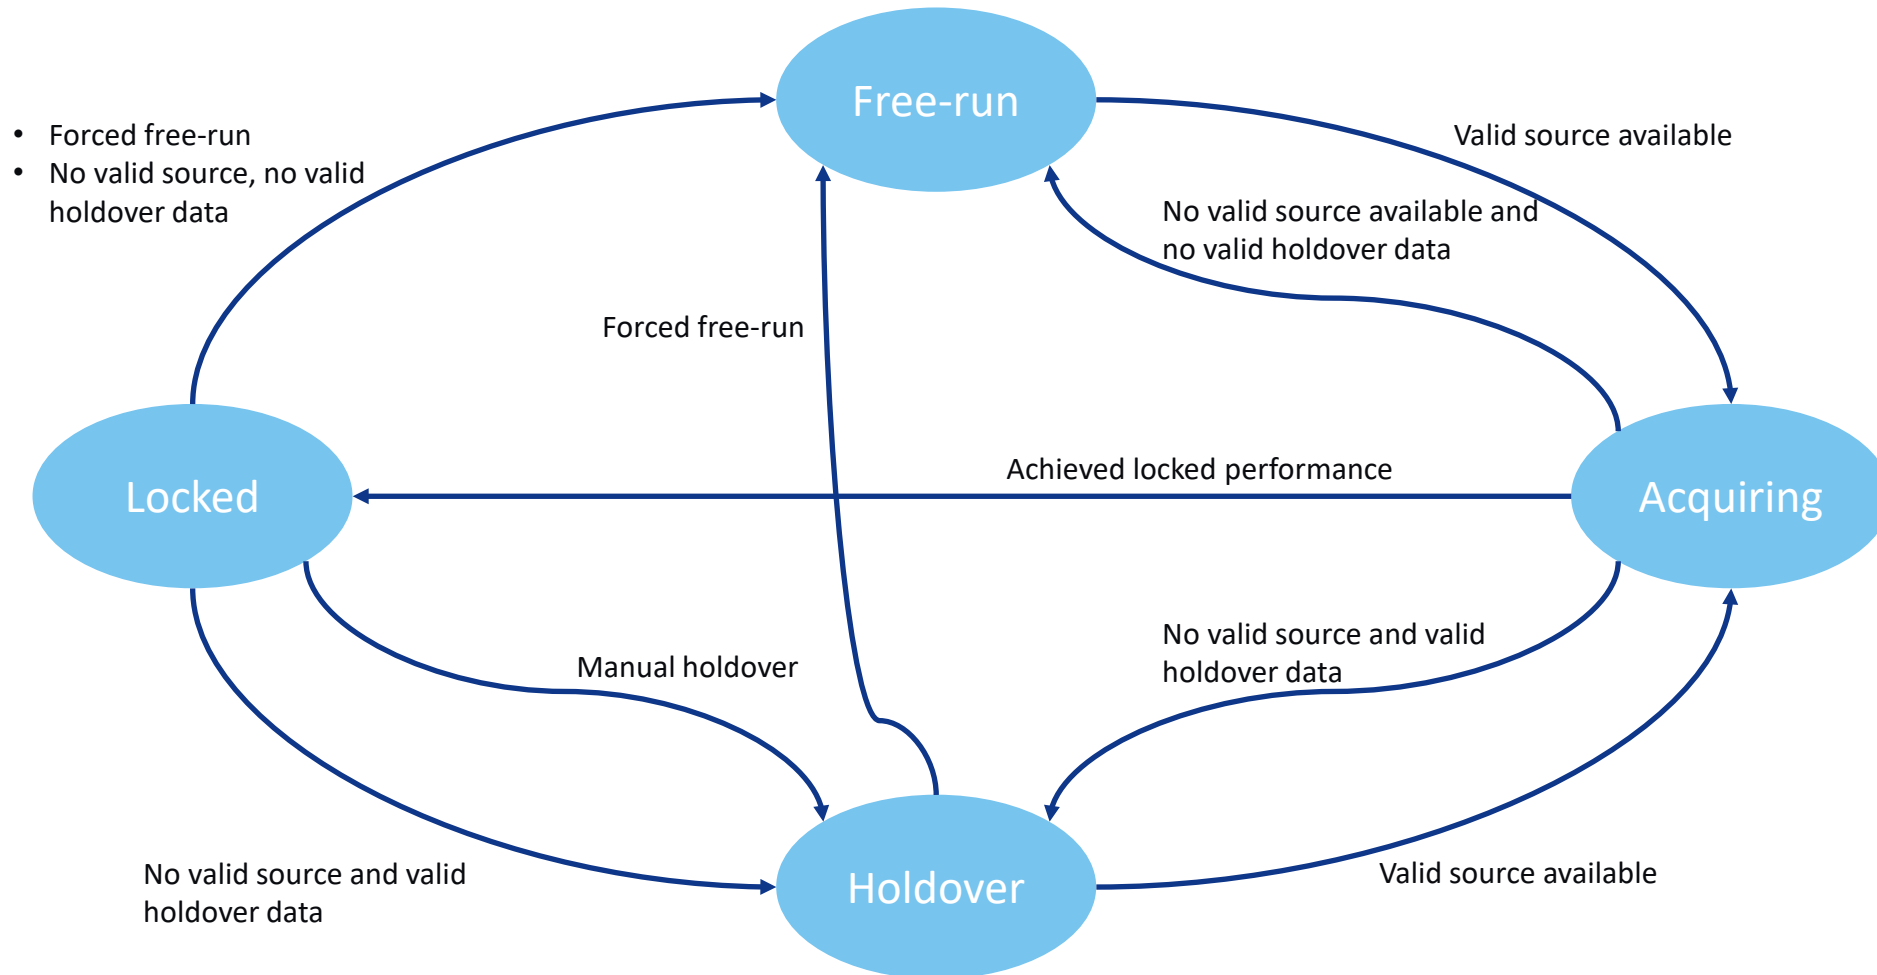 Free-run
• Forced free-run
• No valid source, no valid
holdover data
Valid source available
No valid source available and
no valid holdover data
Forced free-run
Achieved locked performance
Locked
Acquiring
No valid source and valid
holdover data
Manual holdover
No valid source and valid
holdover data
Holdover
Valid source available